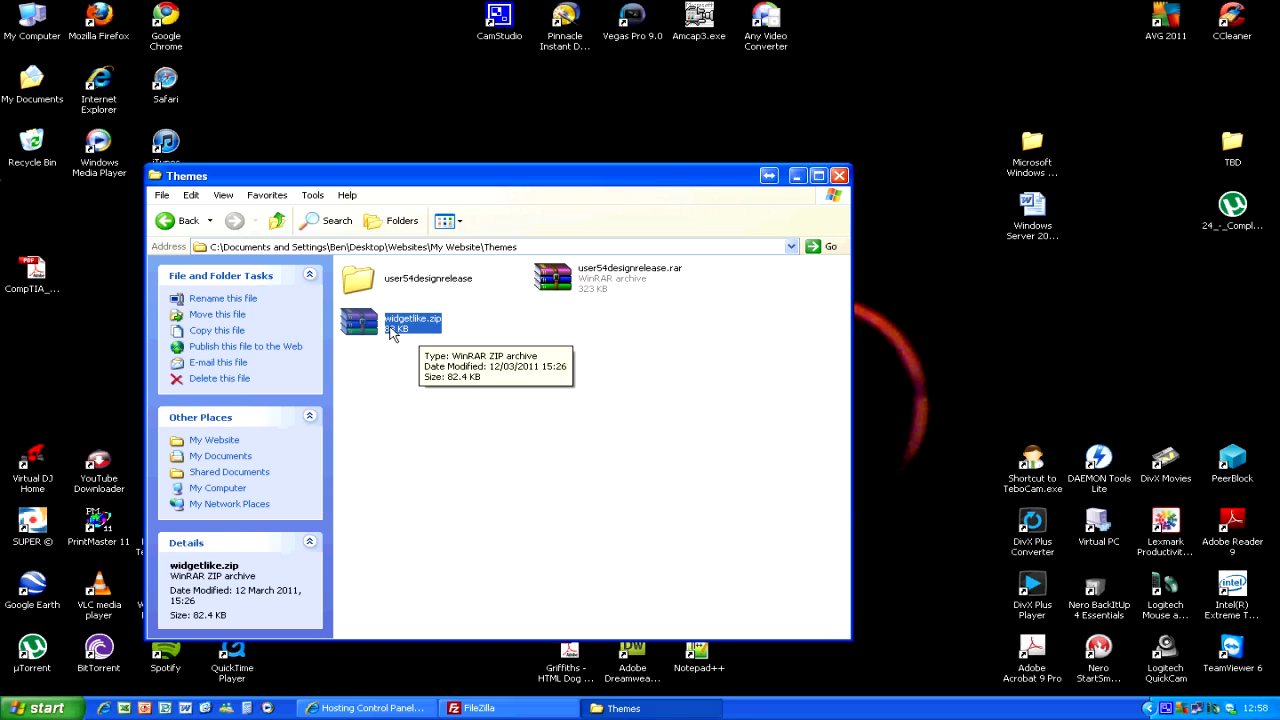 My Computer
Mozilla Firefox
Google Chrome
CamStudio
Pinnacle Instant D...
Vegas Pro 9.0
Amcap3.exe
Any Video Converter
AVG 2011
CCleaner
My Documents
Internet Explorer
Safari
Recycle Bin
Windows Media Player
Microsoft Windows ...
TBD
Windows Server 20...
24_-_Compl...
CompTIA_...
Themes
File Edit View Favorites Tools Help
Back Search Folders
Address C:\Documents and Settings\Ben\Desktop\Websites\My Website\Themes Go
File and Folder Tasks
Rename this file
Move this file
Copy this file
Publish this file to the Web
E-mail this file
Delete this file
Other Places
My Website
My Documents
Shared Documents
My Computer
My Network Places
Details
widgetlike.zip
WinRAR ZIP archive
Date Modified: 12 March 2011, 15:26
Size: 82.4 KB
user54designrelease
user54designrelease.rar
WinRAR archive
323 KB
widgetlike.zip
83 KB
Type: WinRAR ZIP archive
Date Modified: 12/03/2011 15:26
Size: 82.4 KB
Virtual DJ Home
YouTube Downloader
Shortcut to TeboCam.exe
DAEMON Tools Lite
DivX Movies
PeerBlock
SUPER ©
PrintMaster 11
DivX Plus Converter
Virtual PC
Lexmark Productivit...
Adobe Reader 9
Google Earth
VLC media player
DivX Plus Player
Nero BackItUp 4 Essentials
Logitech Mouse a...
Intel(R) Extreme T...
µTorrent
BitTorrent
Spotify
QuickTime Player
Griffiths - HTML Dog ...
Adobe Dreamwea...
Notepad++
Adobe Acrobat 9 Pro
Nero StartSm...
Logitech QuickCam
TeamViewer 6
start
Hosting Control Panel...
FileZilla
Themes
12:58